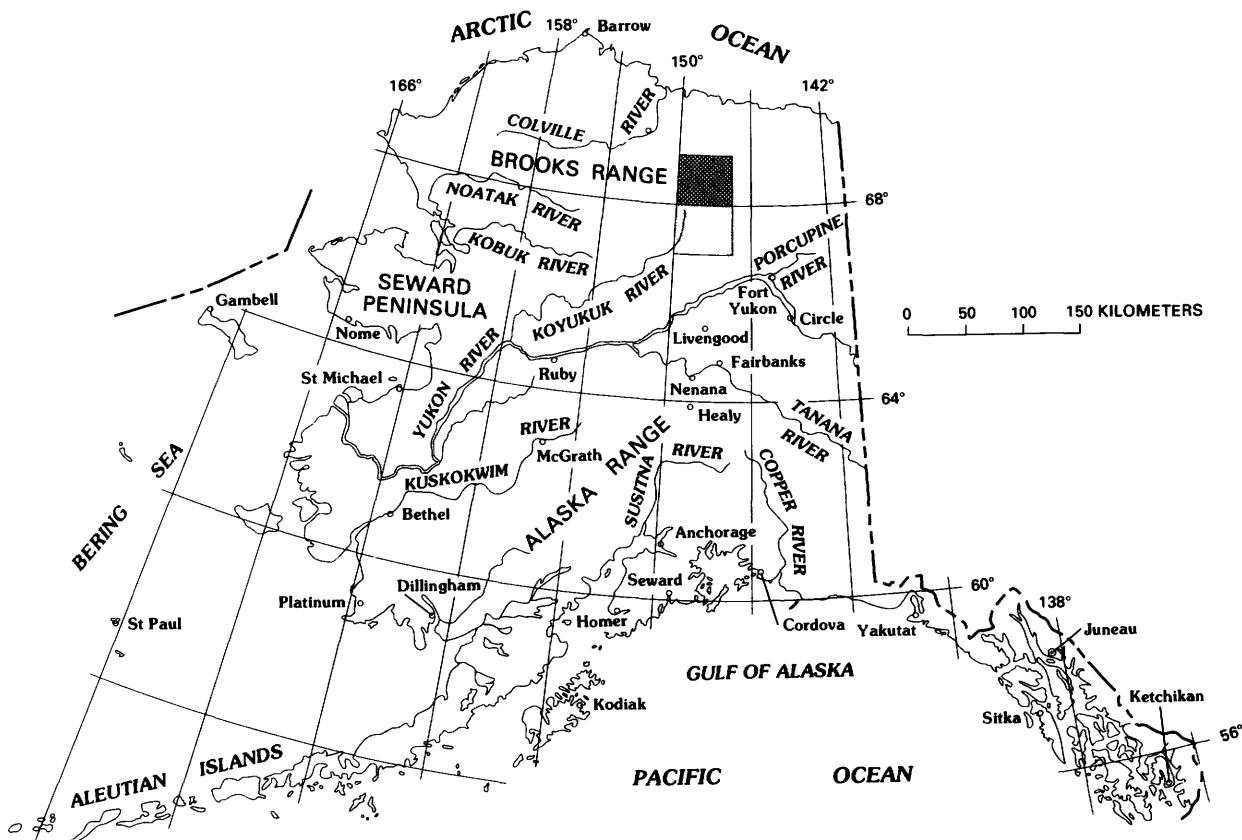 ARCTIC OCEAN
158°
Barrow
150°
142°
166°
COLVILLE RIVER
BROOKS RANGE
68°
NOATAK RIVER
KOBUK RIVER
PORCUPINE RIVER
SEWARD
PENINSULA
KOYUKUK RIVER
Fort
Yukon
Gambell
Circle
0 50 100 150 KILOMETERS
Nome
Livengood
YUKON RIVER
Fairbanks
Ruby
St Michael
Nenana
64°
Healy
TANANA
RIVER
KUSKOKWIM RIVER
McGrath
ALASKA RANGE
SUSITNA RIVER
COPPER RIVER
BERING SEA
Bethel
Anchorage
Dillingham
Seward
60°
Platinum
138°
St Paul
Homer
Cordova
Yakutat
Juneau
GULF OF ALASKA
Kodiak
Ketchikan
Sitka
56°
ALEUTIAN ISLANDS
PACIFIC OCEAN